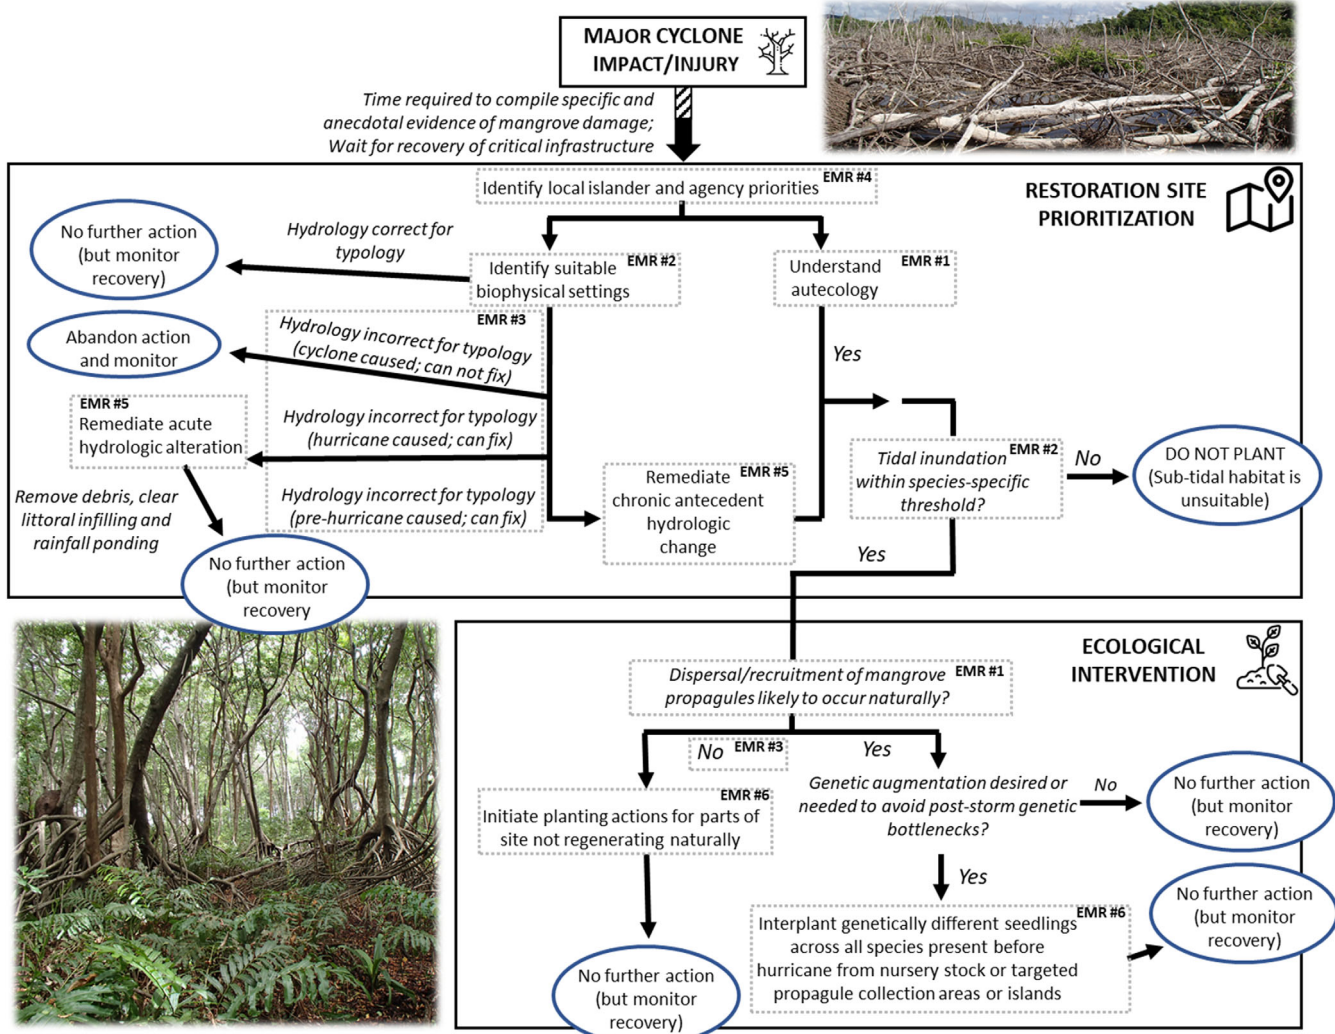 MAJOR CYCLONE
IMPACT/INJURY
Time required to compile specific and
anecdotal evidence of mangrove damage;
Wait for recovery of critical infrastructure
EMR #4
Identify local islander and agency priorities
RESTORATION SITE
PRIORITIZATION
No further action
(but monitor
recovery)
Hydrology correct for
typology
EMR #2
Identify suitable
biophysical settings
EMR #1
Understand
autecology
EMR #3
Hydrology incorrect for typology
(cyclone caused; can not fix)
Abandon action
and monitor
Yes
EMR #5
Remediate acute
hydrologic alteration
Hydrology incorrect for typology
(hurricane caused; can fix)
Hydrology incorrect for typology
(pre-hurricane caused; can fix)
EMR #5
Remediate
chronic antecedent
hydrologic
change
EMR #2
Tidal inundation
within species-specific
threshold?
No
DO NOT PLANT
(Sub-tidal habitat is
unsuitable)
Remove debris, clear
littoral infilling and
rainfall ponding
No further action
(but monitor
recovery
Yes
ECOLOGICAL
INTERVENTION
EMR #1
Dispersal/recruitment of mangrove
propagules likely to occur naturally?
No
EMR #3
Yes
EMR #6
Initiate planting actions for parts of
site not regenerating naturally
Genetic augmentation desired or
needed to avoid post-storm genetic
bottlenecks?
No
No further action
(but monitor
recovery)
Yes
EMR #6
Interplant genetically different seedlings
across all species present before
hurricane from nursery stock or targeted
propagule collection areas or islands
No further action
(but monitor
recovery)
No further action
(but monitor
recovery)